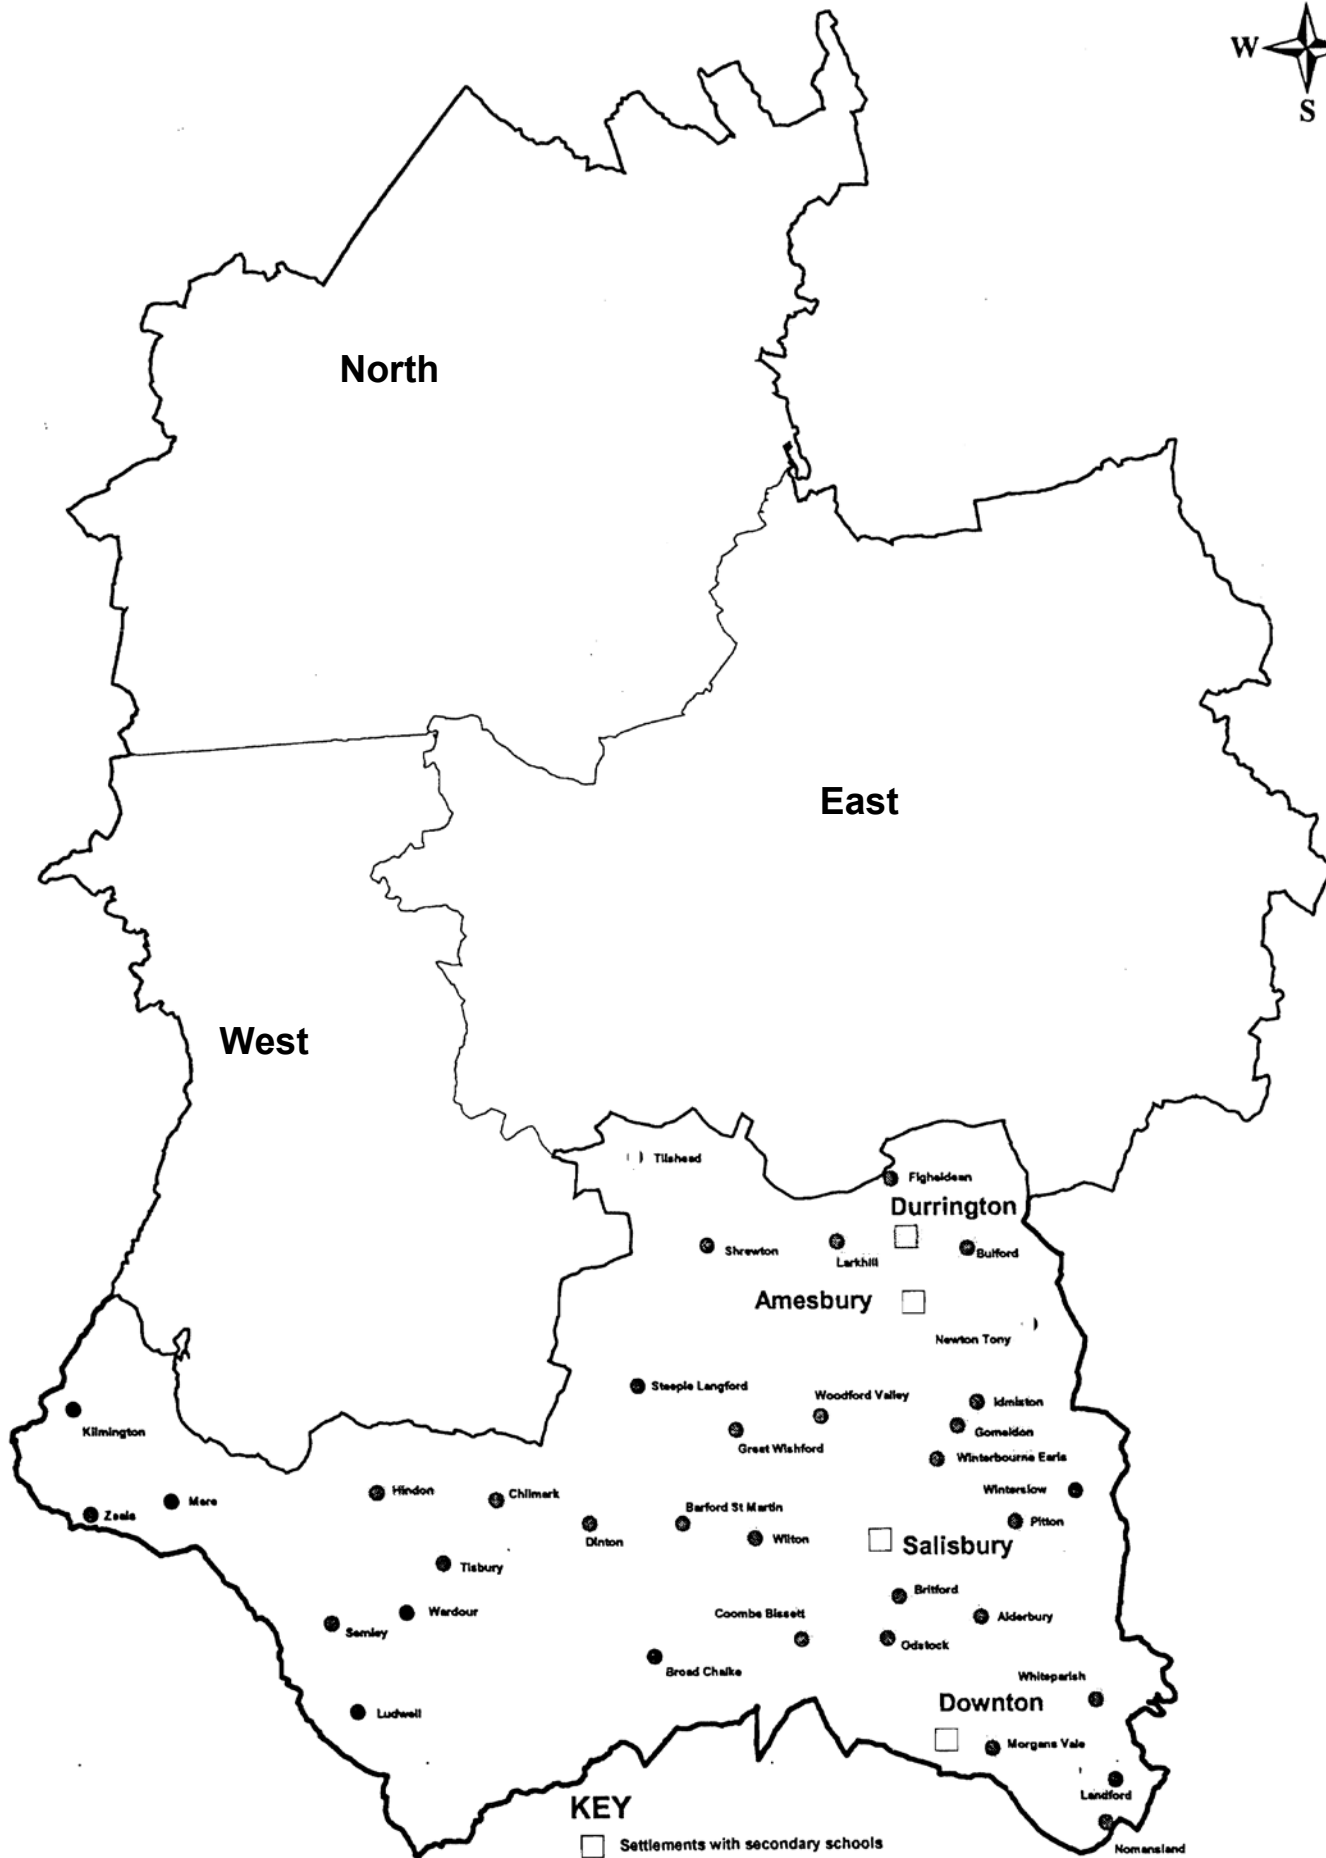 W
S
North
East
West
Tilshead
Figheldean
Durrington
Shrewton
Larkhill
Bulford
Amesbury
Newton Tony
Steeple Langford
Woodford Valley
Idmiston
Kilmington
Great Wishford
Gomeldon
Winterbourne Earls
Hindon
Chilmark
Winterslow
Mere
Zeals
Barford St Martin
Dinton
Wilton
Pitton
Salisbury
Tisbury
Britford
Wardour
Coombe Bissett
Alderbury
Semley
Odstock
Broad Chalke
Whiteparish
Downton
Ludwell
Morgans Vale
Landford
KEY
Settlements with secondary schools
Nomansland